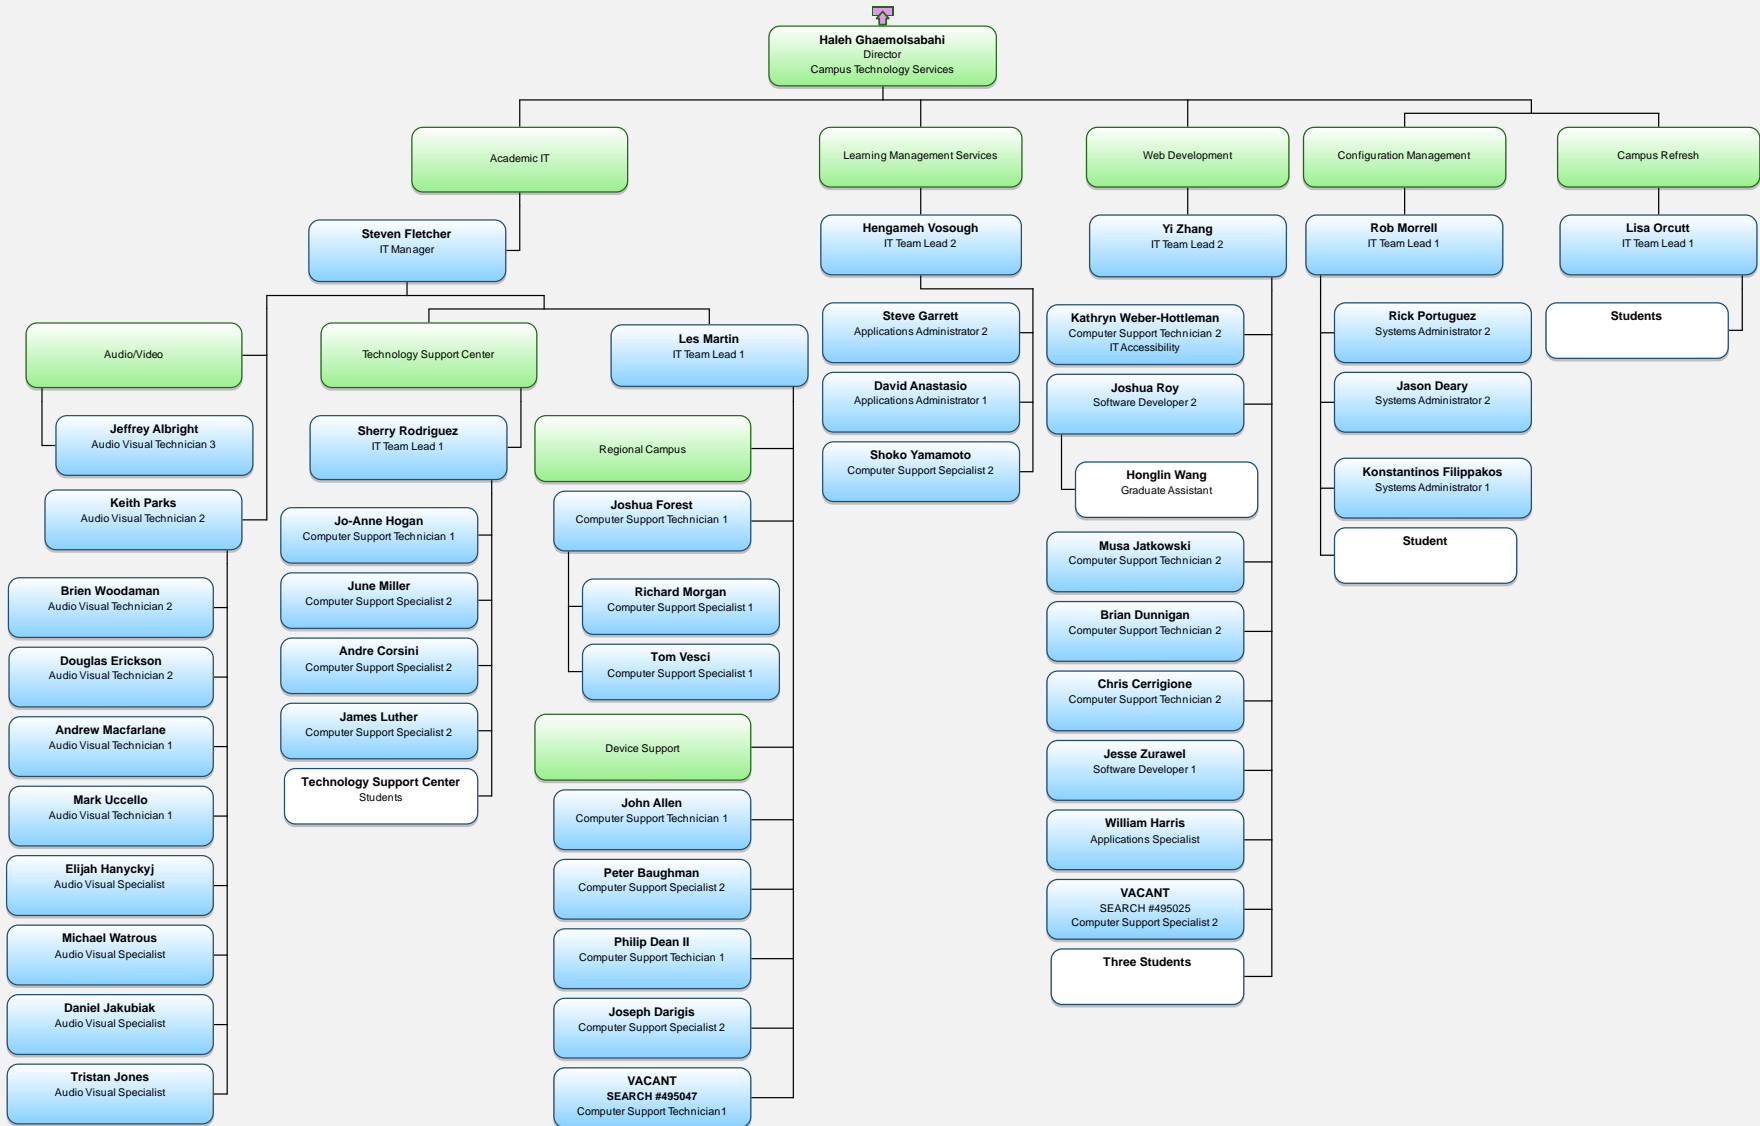 Haleh Ghaemolsabahi
Director
Campus Technology Services
Academic IT
Learning Management Services
Web Development
Configuration Management
Campus Refresh
Steven Fletcher
IT Manager
Hengameh Vosough
IT Team Lead 2
Yi Zhang
IT Team Lead 2
Rob Morrell
IT Team Lead 1
Lisa Orcutt
IT Team Lead 1
Audio/Video
Jeffrey Albright
Audio Visual Technician 3
Keith Parks
Audio Visual Technician 2
Brien Woodaman
Audio Visual Technician 2
Douglas Erickson
Audio Visual Technician 2
Andrew Macfarlane
Audio Visual Technician 1
Mark Uccello
Audio Visual Technician 1
Elijah Hanyckyj
Audio Visual Specialist
Michael Watrous
Audio Visual Specialist
Daniel Jakubiak
Audio Visual Specialist
Tristan Jones
Audio Visual Specialist
Technology Support Center
Sherry Rodriguez
IT Team Lead 1
Jo-Anne Hogan
Computer Support Technician 1
June Miller
Computer Support Specialist 2
Andre Corsini
Computer Support Specialist 2
James Luther
Computer Support Specialist 2
Technology Support Center
Students
Les Martin
IT Team Lead 1
Regional Campus
Joshua Forest
Computer Support Technician 1
Richard Morgan
Computer Support Specialist 1
Tom Vesci
Computer Support Specialist 1
Device Support
John Allen
Computer Support Technician 1
Peter Baughman
Computer Support Specialist 2
Philip Dean II
Computer Support Techician 1
Joseph Darigis
Computer Support Specialist 2
VACANT
SEARCH #495047
Computer Support Technician1
Steve Garrett
Applications Administrator 2
David Anastasio
Applications Administrator 1
Shoko Yamamoto
Computer Support Sepcialist 2
Kathryn Weber-Hottleman
Computer Support Technician 2
IT Accessibility
Joshua Roy
Software Developer 2
Honglin Wang
Graduate Assistant
Musa Jatkowski
Computer Support Technician 2
Brian Dunnigan
Computer Support Technician 2
Chris Cerrigione
Computer Support Technician 2
Jesse Zurawel
Software Developer 1
William Harris
Applications Specialist
VACANT
SEARCH #495025
Computer Support Specialist 2
Three Students
Rick Portuguez
Systems Administrator 2
Jason Deary
Systems Administrator 2
Konstantinos Filippakos
Systems Administrator 1
Student
Students